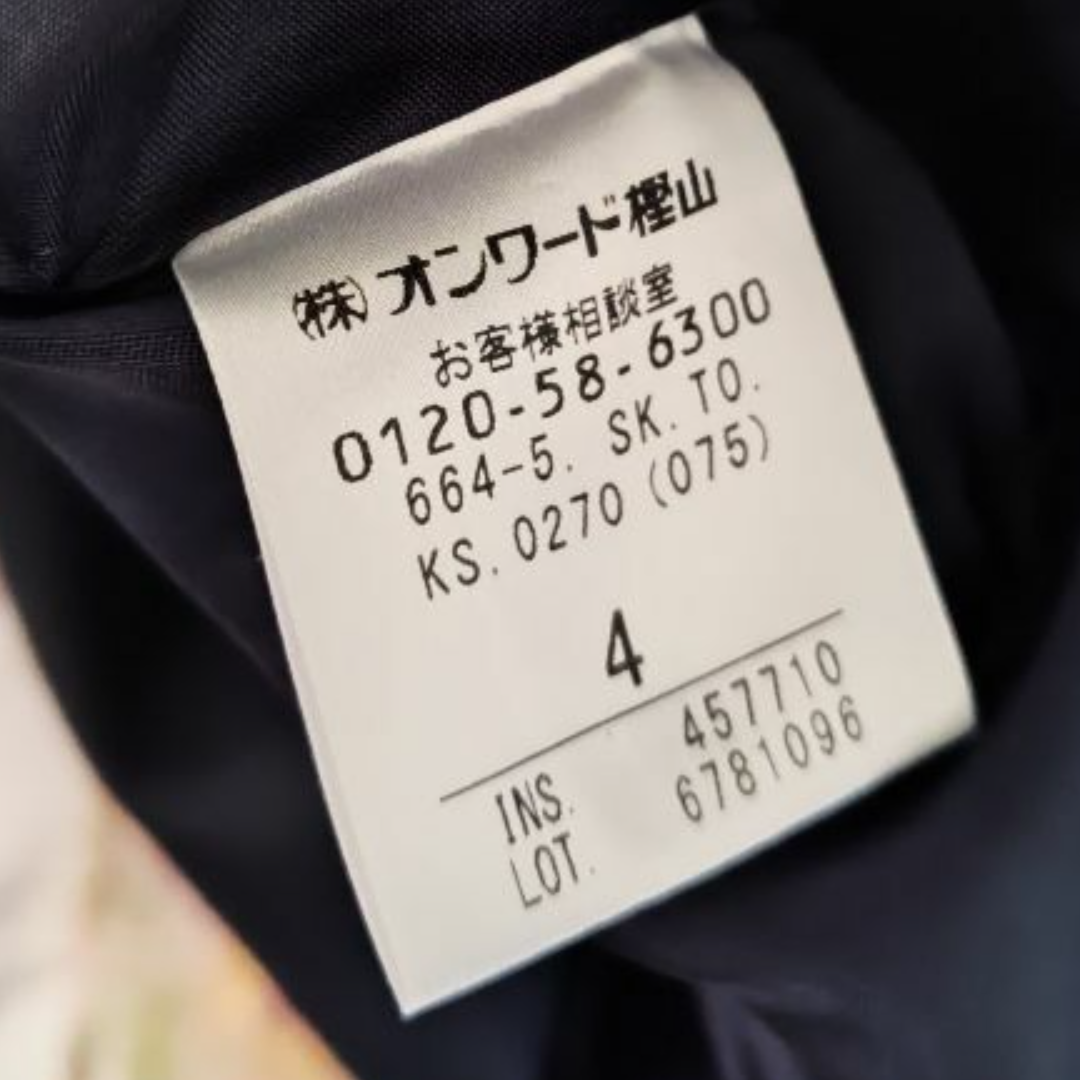 (株)オンワード樫山
お客様相談室
0120-58-6300
664-5. SK. TO.
KS. 0270 (075)
4
INS. 457710
LOT. 6781096